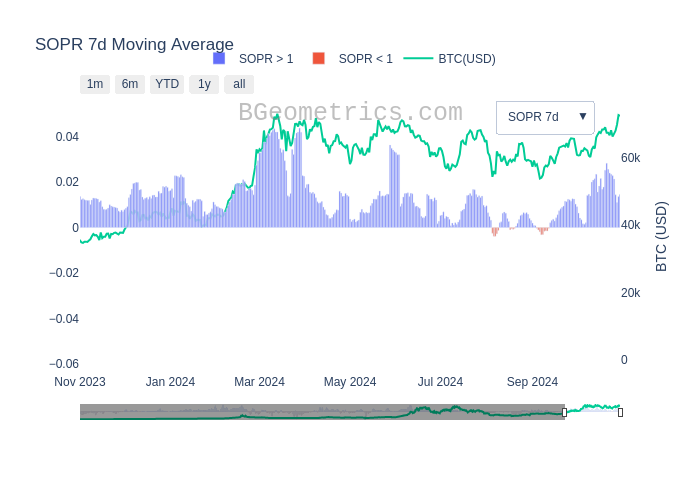 SOPR 7d Moving Average
SOPR > 1
SOPR < 1
BTC(USD)
1m
6m
YTD
1y
all
BGeometrics.com
SOPR 7d ▼
0.04
0.02
0
−0.02
−0.04
−0.06
60k
40k
20k
0
BTC (USD)
Nov 2023
Jan 2024
Mar 2024
May 2024
Jul 2024
Sep 2024